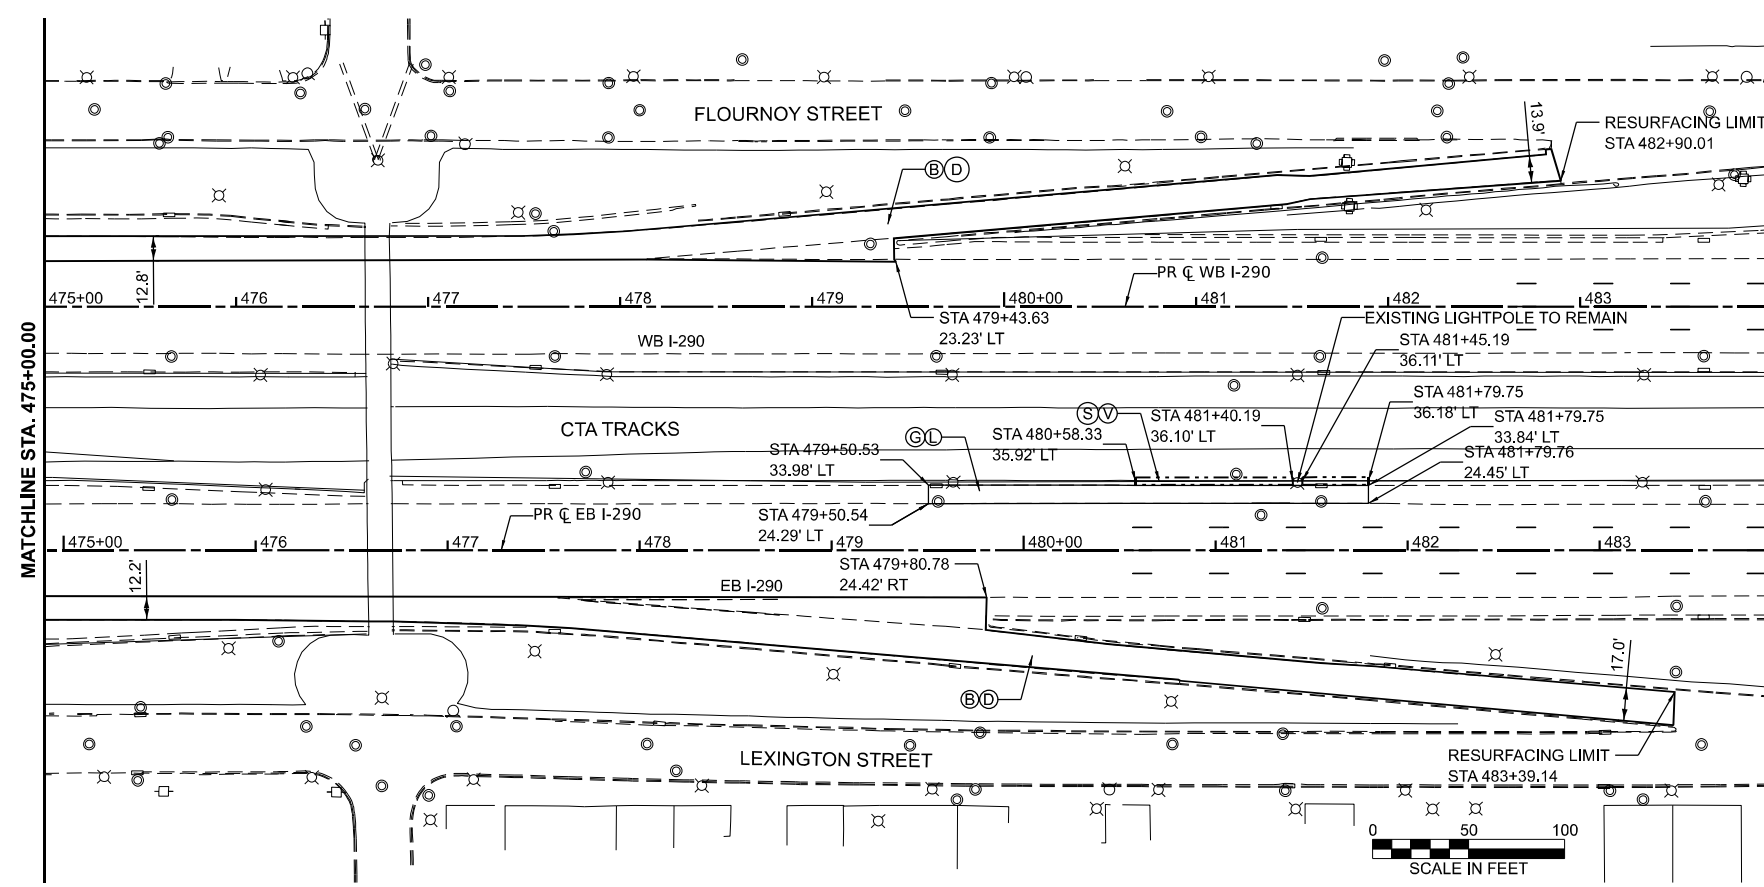 FLOURNOY STREET
13.9'
RESURFACING LIMIT
STA 482+90.01
B D
12.8'
PR ℄ WB I-290
475+00
476
477
478
479
480+00
481
482
483
STA 479+43.63
23.23' LT
EXISTING LIGHTPOLE TO REMAIN
WB I-290
STA 481+45.19
36.11' LT
MATCHLINE STA. 475+00.00
CTA TRACKS
S V
STA 481+40.19
36.10' LT
STA 481+79.75
36.18' LT
G L
STA 480+58.33
35.92' LT
STA 481+79.75
33.84' LT
STA 479+50.53
33.98' LT
STA 481+79.76
24.45' LT
STA 479+50.54
24.29' LT
PR ℄ EB I-290
475+00
476
477
478
479
480+00
481
482
483
12.2'
EB I-290
STA 479+80.78
24.42' RT
17.0'
B D
LEXINGTON STREET
RESURFACING LIMIT
STA 483+39.14
0 50 100
SCALE IN FEET